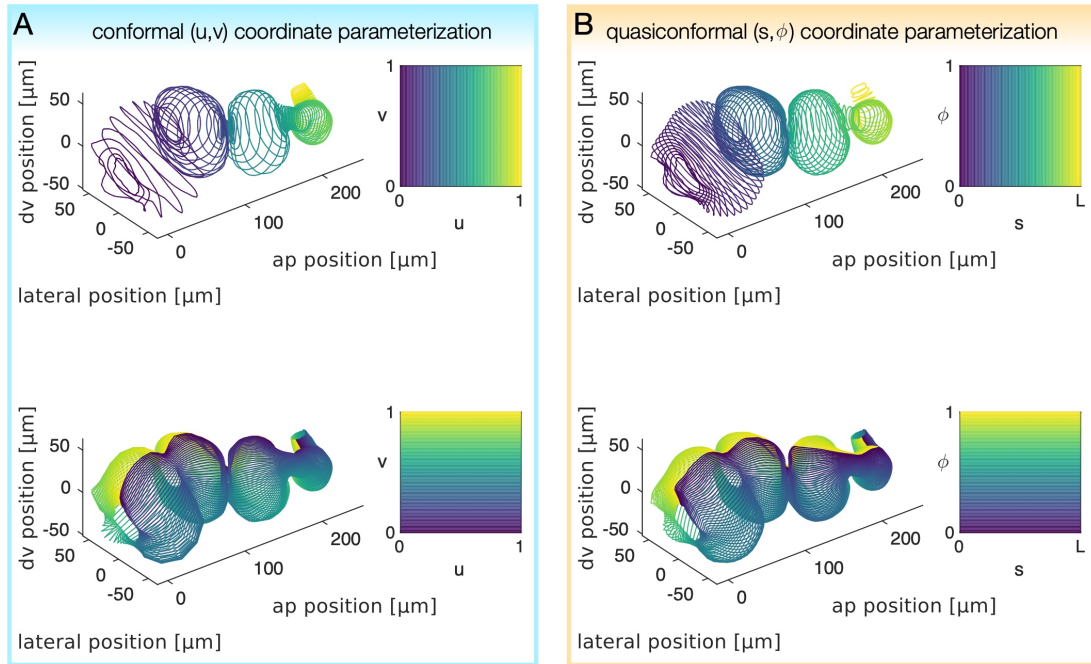 A conformal (u,v) coordinate parameterization
dv position [µm]
50
0
-50
50
0
-50
0
100
200
ap position [µm]
lateral position [µm]
1
v
0
0
1
u
dv position [µm]
50
0
-50
50
0
-50
0
100
200
ap position [µm]
lateral position [µm]
1
v
0
0
1
u
B quasiconformal (s,ϕ) coordinate parameterization
dv position [µm]
50
0
-50
50
0
-50
0
100
200
ap position [µm]
lateral position [µm]
1
ϕ
0
0
L
s
dv position [µm]
50
0
-50
50
0
-50
0
100
200
ap position [µm]
lateral position [µm]
1
ϕ
0
0
L
s